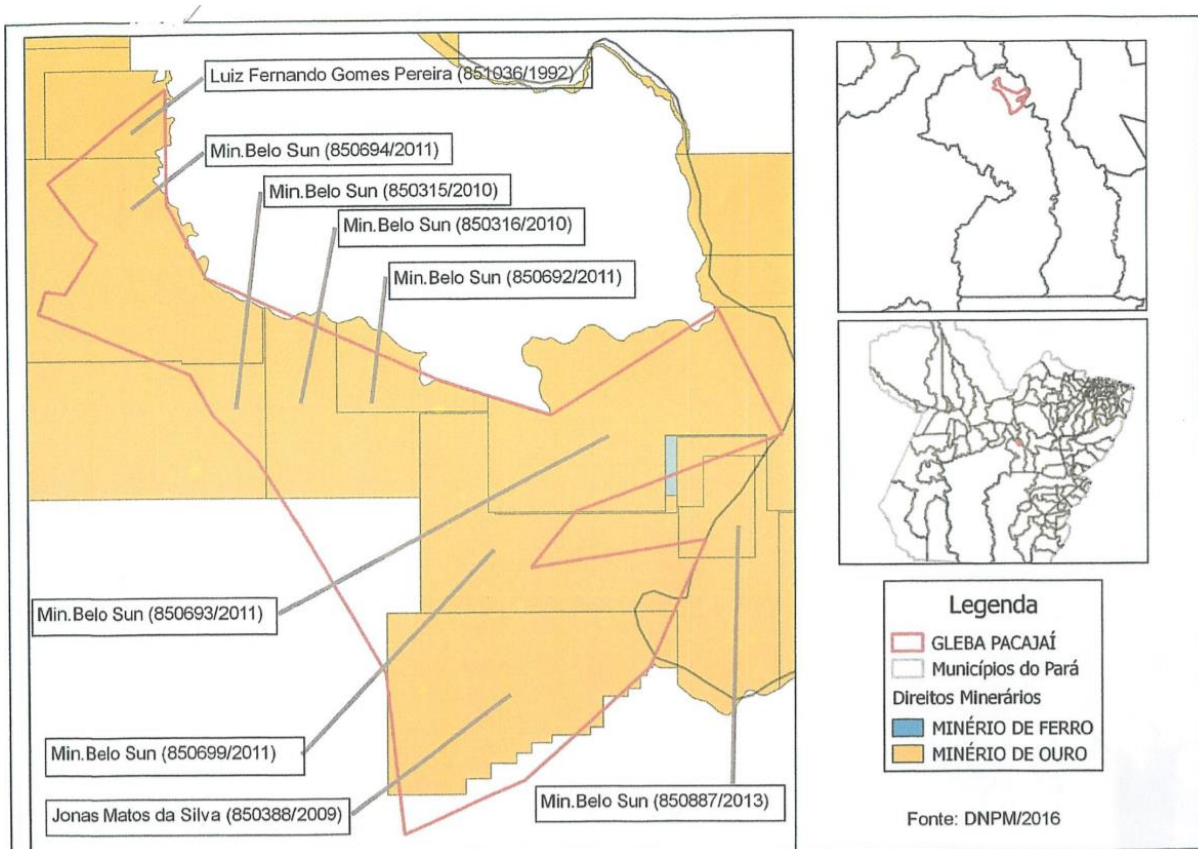 Luiz Fernando Gomes Pereira (851036/1992)
Min.Belo Sun (850694/2011)
Min.Belo Sun (850315/2010)
Min.Belo Sun (850316/2010)
Min.Belo Sun (850692/2011)
Min.Belo Sun (850693/2011)
Min.Belo Sun (850699/2011)
Jonas Matos da Silva (850388/2009)
Min.Belo Sun (850887/2013)
Legenda
GLEBA PACAJAÍ
Municípios do Pará
Direitos Minerários
MINÉRIO DE FERRO
MINÉRIO DE OURO
Fonte: DNPM/2016